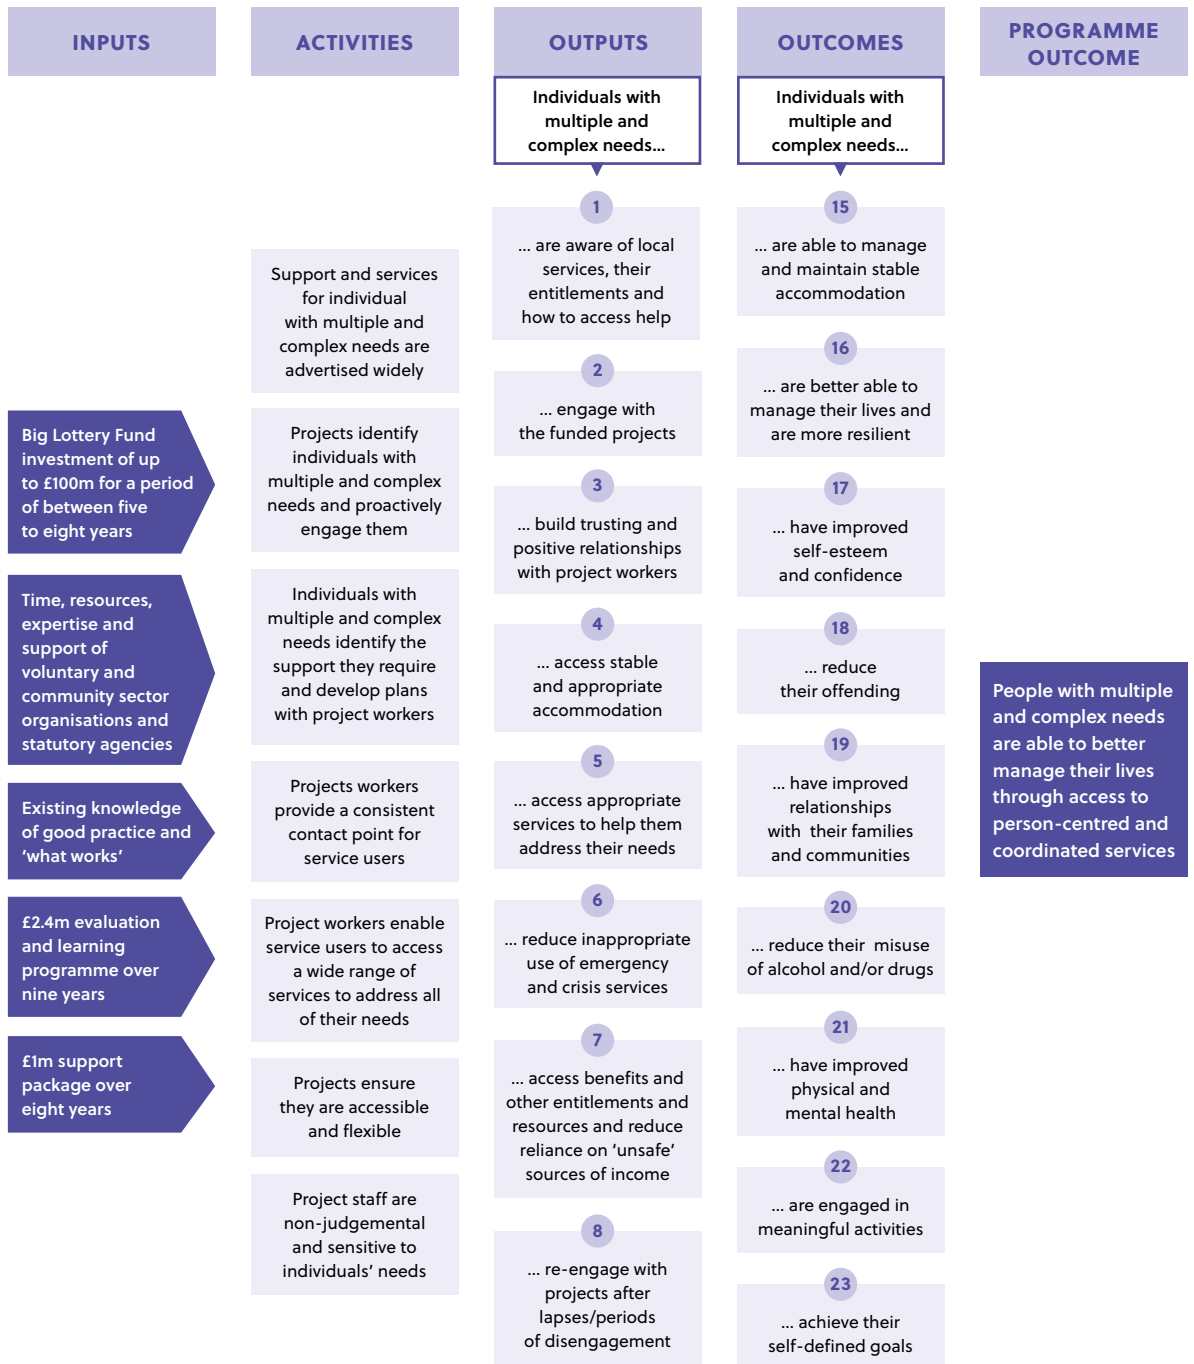 INPUTS
ACTIVITIES
OUTPUTS
OUTCOMES
PROGRAMME
OUTCOME
Big Lottery Fund
investment of up
to £100m for a period
of between five
to eight years
Time, resources,
expertise and
support of
voluntary and
community sector
organisations and
statutory agencies
Existing knowledge
of good practice and
‘what works’
£2.4m evaluation
and learning
programme over
nine years
£1m support
package over
eight years
Support and services
for individual
with multiple and
complex needs are
advertised widely
Projects identify
individuals with
multiple and complex
needs and proactively
engage them
Individuals with
multiple and complex
needs identify the
support they require
and develop plans
with project workers
Projects workers
provide a consistent
contact point for
service users
Project workers enable
service users to access
a wide range of
services to address all
of their needs
Projects ensure
they are accessible
and flexible
Project staff are
non-judgemental
and sensitive to
individuals’ needs
Individuals with
multiple and
complex needs...
1
... are aware of local
services, their
entitlements and
how to access help
2
... engage with
the funded projects
3
... build trusting and
positive relationships
with project workers
4
... access stable
and appropriate
accommodation
5
... access appropriate
services to help them
address their needs
6
... reduce inappropriate
use of emergency
and crisis services
7
... access benefits and
other entitlements and
resources and reduce
reliance on ‘unsafe’
sources of income
8
... re-engage with
projects after
lapses/periods
of disengagement
Individuals with
multiple and
complex needs...
15
... are able to manage
and maintain stable
accommodation
16
... are better able to
manage their lives and
are more resilient
17
... have improved
self-esteem
and confidence
18
... reduce
their offending
19
... have improved
relationships
with their families
and communities
20
... reduce their misuse
of alcohol and/or drugs
21
... have improved
physical and
mental health
22
... are engaged in
meaningful activities
23
... achieve their
self-defined goals
People with multiple
and complex needs
are able to better
manage their lives
through access to
person-centred and
coordinated services